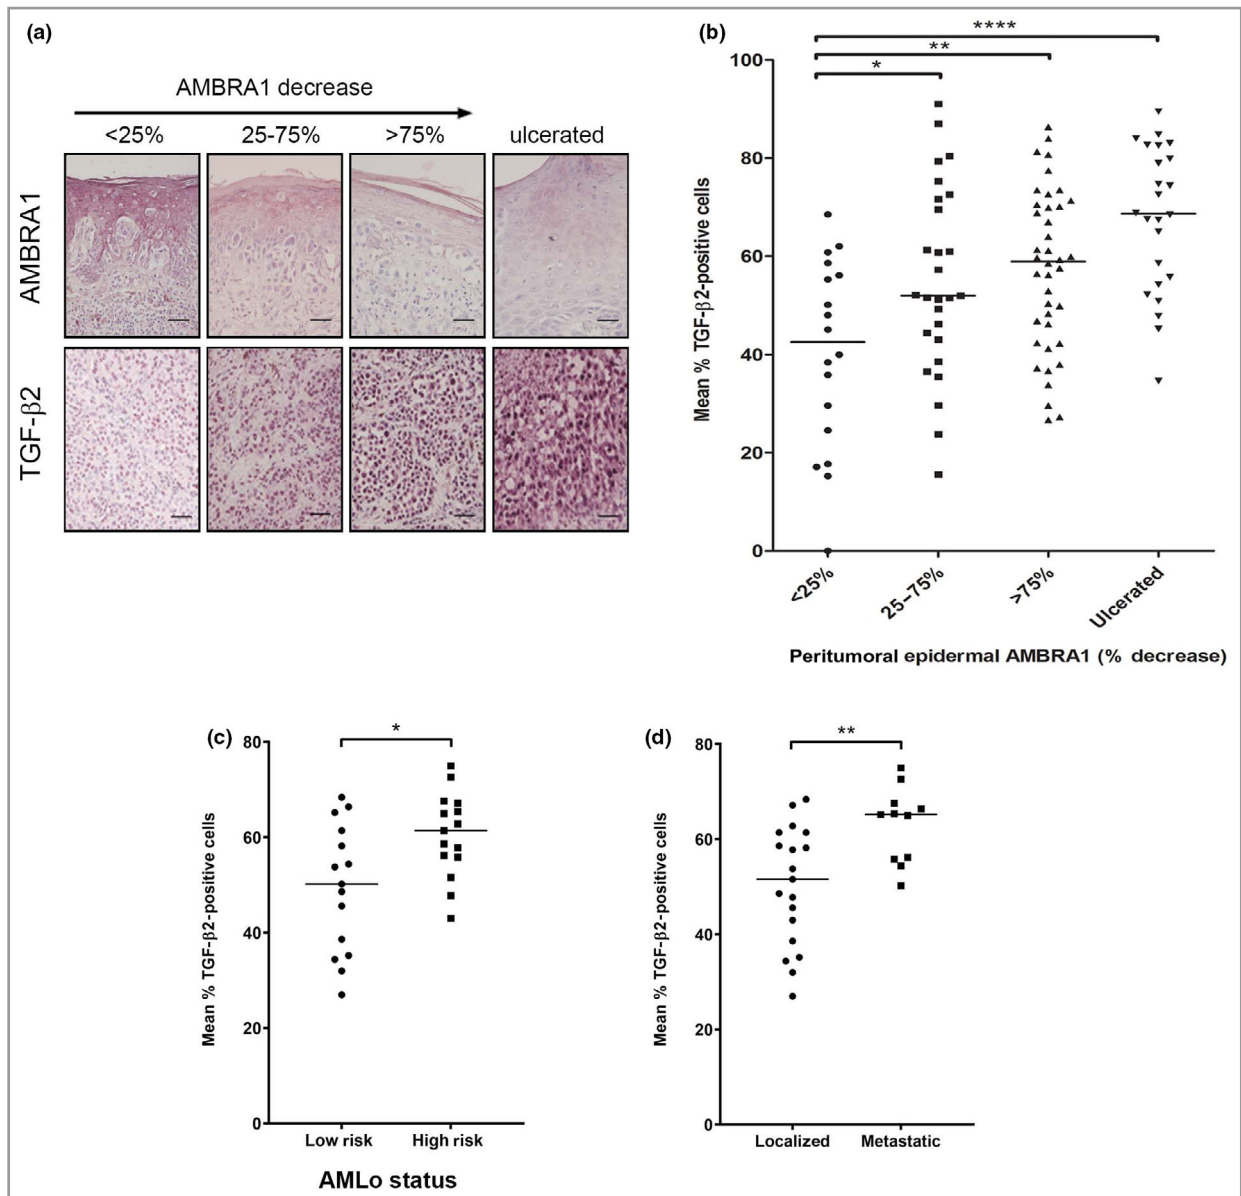 (a)
AMBRA1 decrease
<25% 25-75% >75% ulcerated
AMBRA1
TGF-β2
(b)
****
**
*
Mean % TGF-β2-positive cells
100
80
60
40
20
0
<25% 25–75% >75% Ulcerated
Peritumoral epidermal AMBRA1 (% decrease)
(c)
*
Mean % TGF-β2-positive cells
80
60
40
20
0
Low risk High risk
AMLo status
(d)
**
Mean % TGF-β2-positive cells
80
60
40
20
0
Localized Metastatic